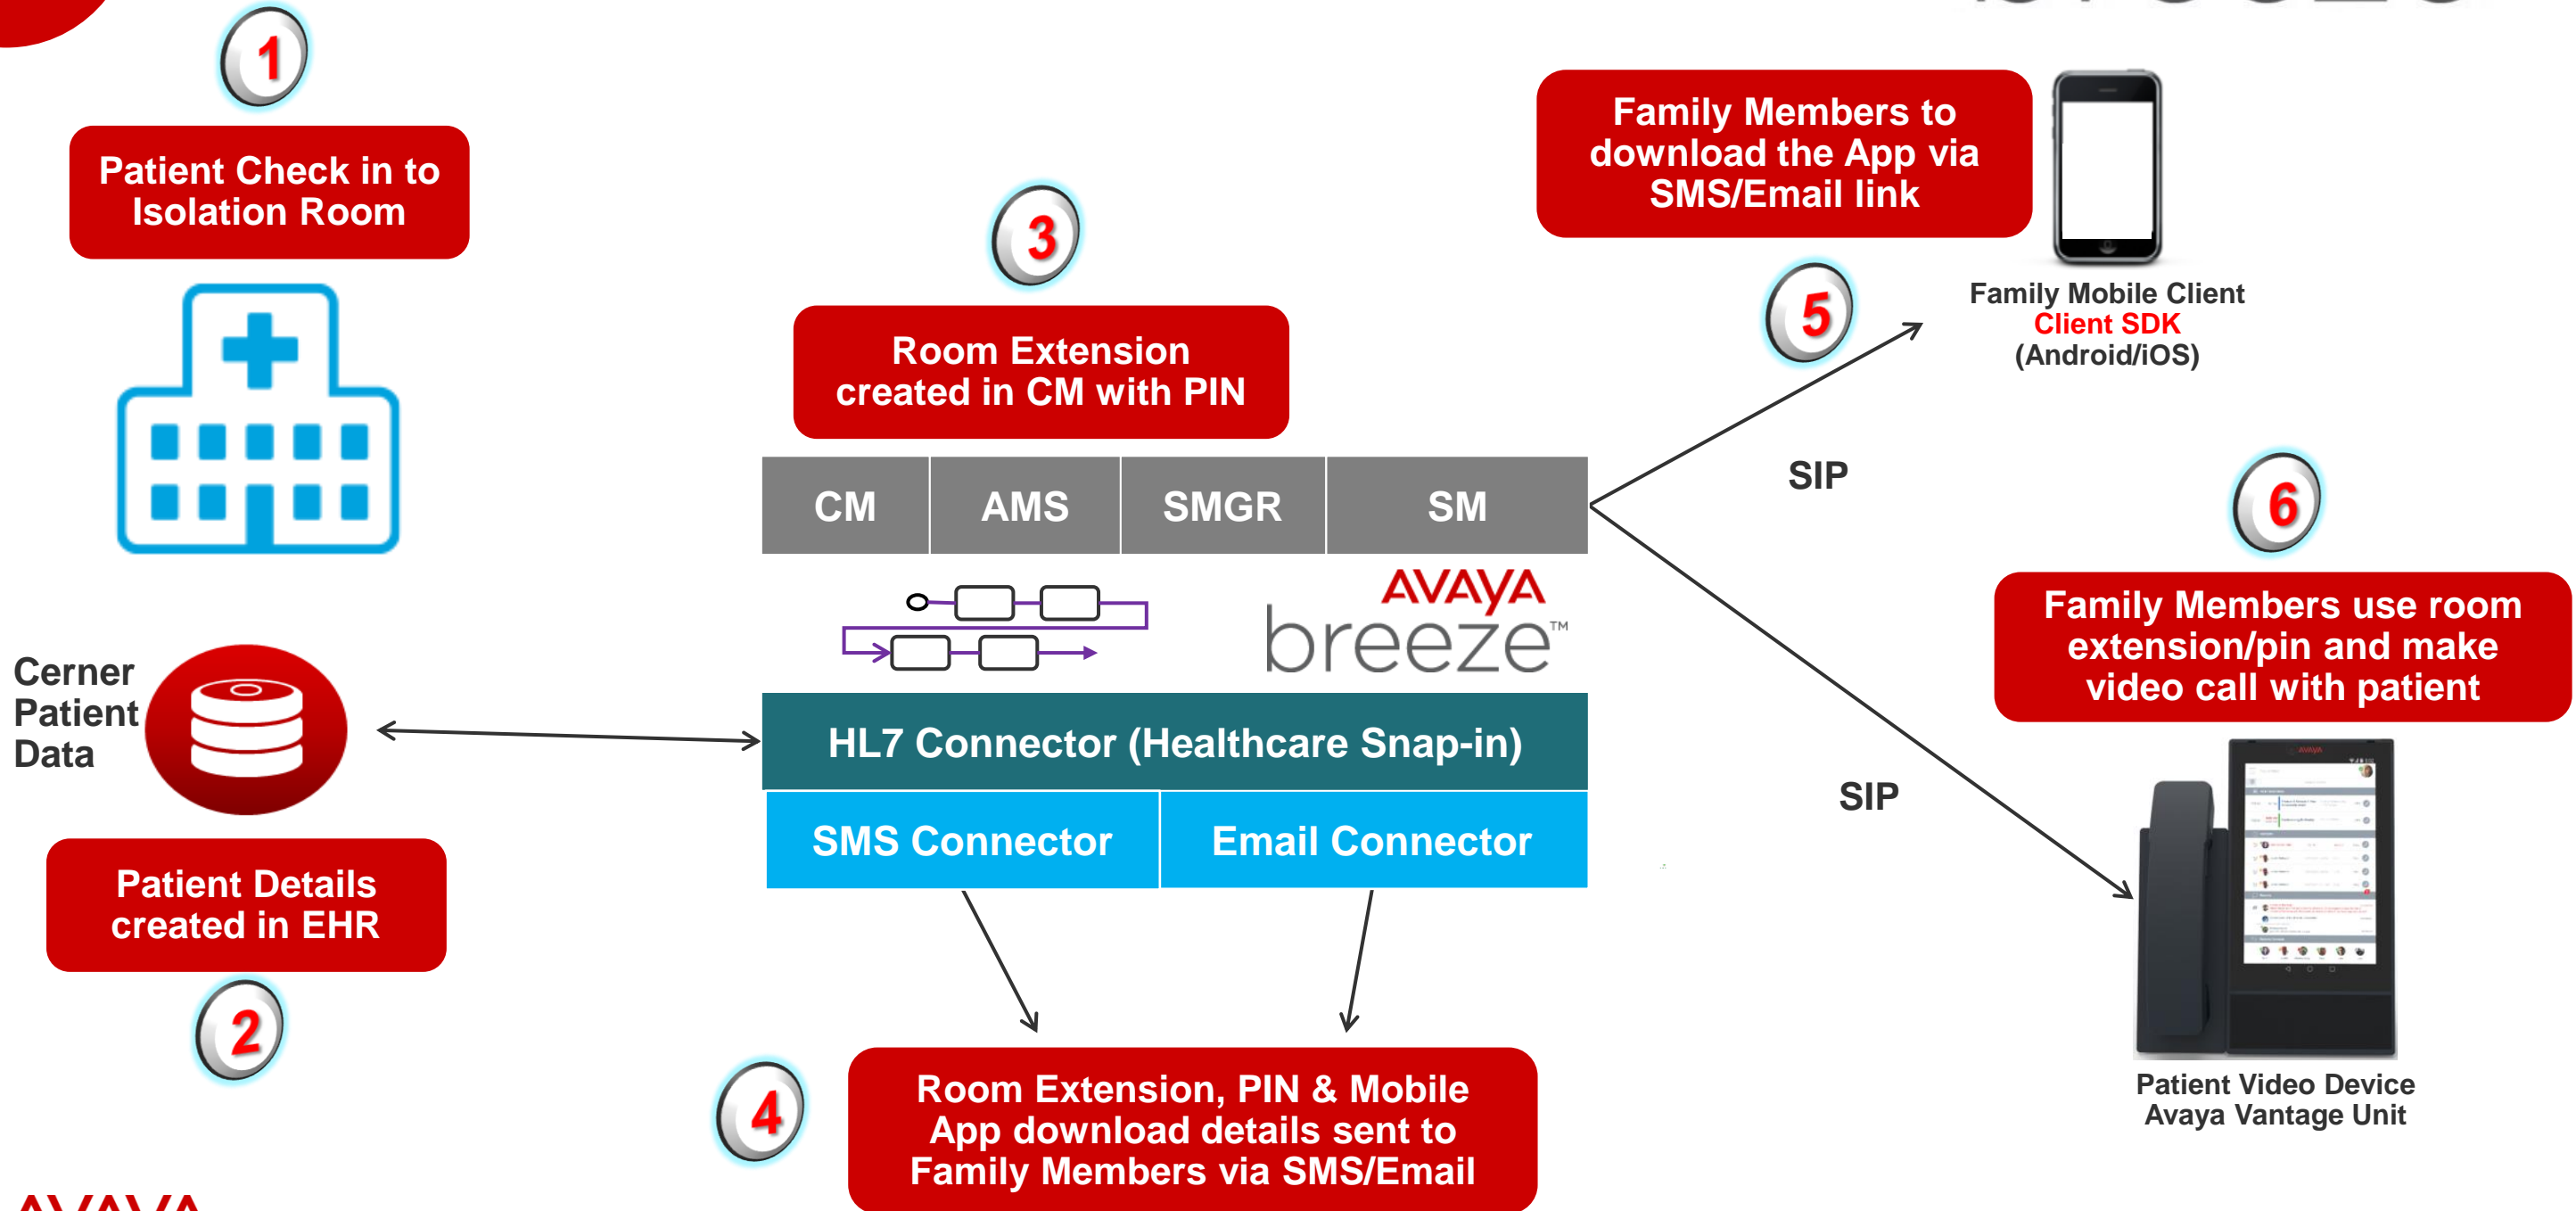 1
Patient Check in to
Isolation Room
Cerner
Patient
Data
Patient Details
created in EHR
2
3
Room Extension
created in CM with PIN
CM AMS SMGR SM
AVAYA
breeze™
HL7 Connector (Healthcare Snap-in)
SMS Connector Email Connector
4
Room Extension, PIN & Mobile
App download details sent to
Family Members via SMS/Email
Family Members to
download the App via
SMS/Email link
5
Family Mobile Client
Client SDK
(Android/iOS)
SIP
SIP
6
Family Members use room
extension/pin and make
video call with patient
AVAYA
Patient Video Device
Avaya Vantage Unit
AVAYA